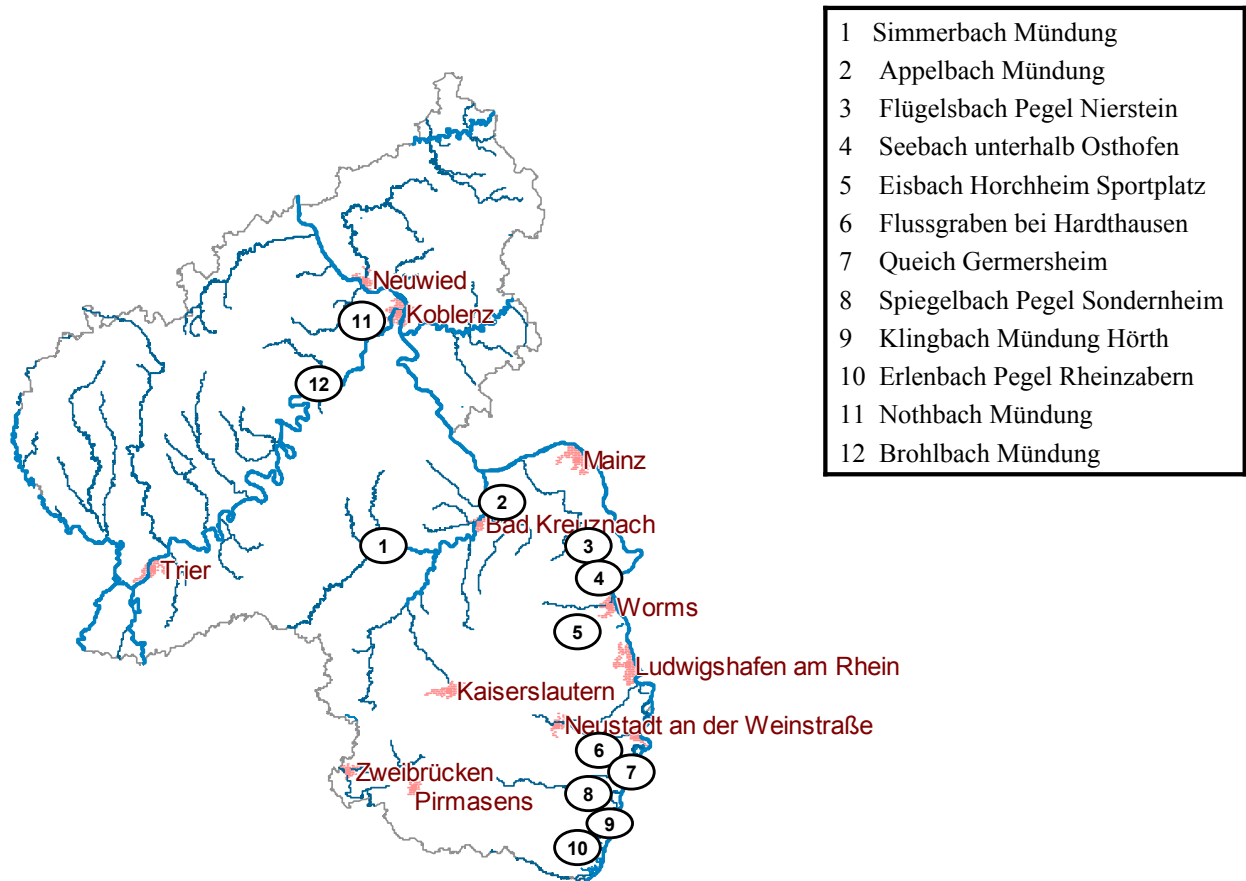 1 Simmerbach Mündung
2 Appelbach Mündung
3 Flügelsbach Pegel Nierstein
4 Seebach unterhalb Osthofen
5 Eisbach Horchheim Sportplatz
6 Flussgraben bei Hardthausen
7 Queich Germersheim
8 Spiegelbach Pegel Sondernheim
9 Klingbach Mündung Hörth
10 Erlenbach Pegel Rheinzabern
11 Nothbach Mündung
12 Brohlbach Mündung
Neuwied
Koblenz
11
12
Mainz
2
Bad Kreuznach
1
3
Trier
4
Worms
5
Ludwigshafen am Rhein
Kaiserslautern
Neustadt an der Weinstraße
6
Zweibrücken
7
Pirmasens
8
9
10